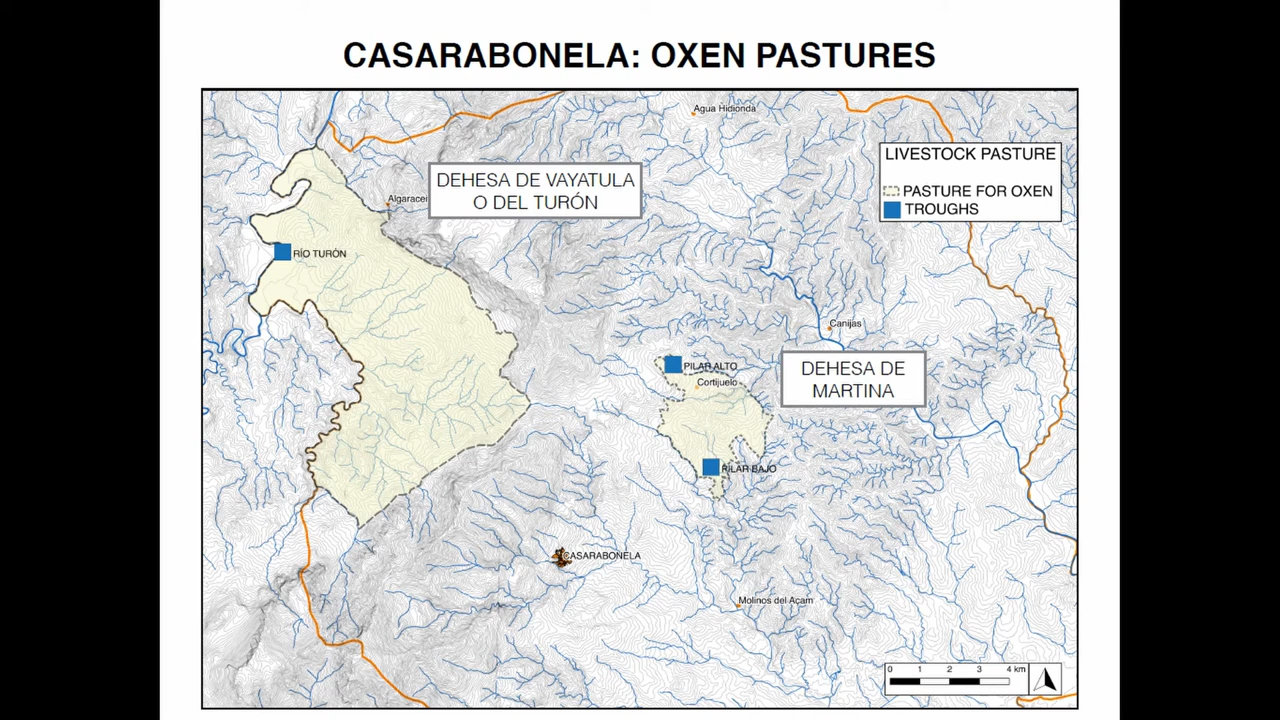 CASARABONELA: OXEN PASTURES
Agua Hidionda
LIVESTOCK PASTURE
PASTURE FOR OXEN
TROUGHS
DEHESA DE VAYATULA
O DEL TURÓN
Algaracei
RÍO TURÓN
Canijas
PILAR ALTO
Cortijuelo
DEHESA DE
MARTINA
PILAR BAJO
CASARABONELA
Molinos del Acam
0 1 2 3 4 km